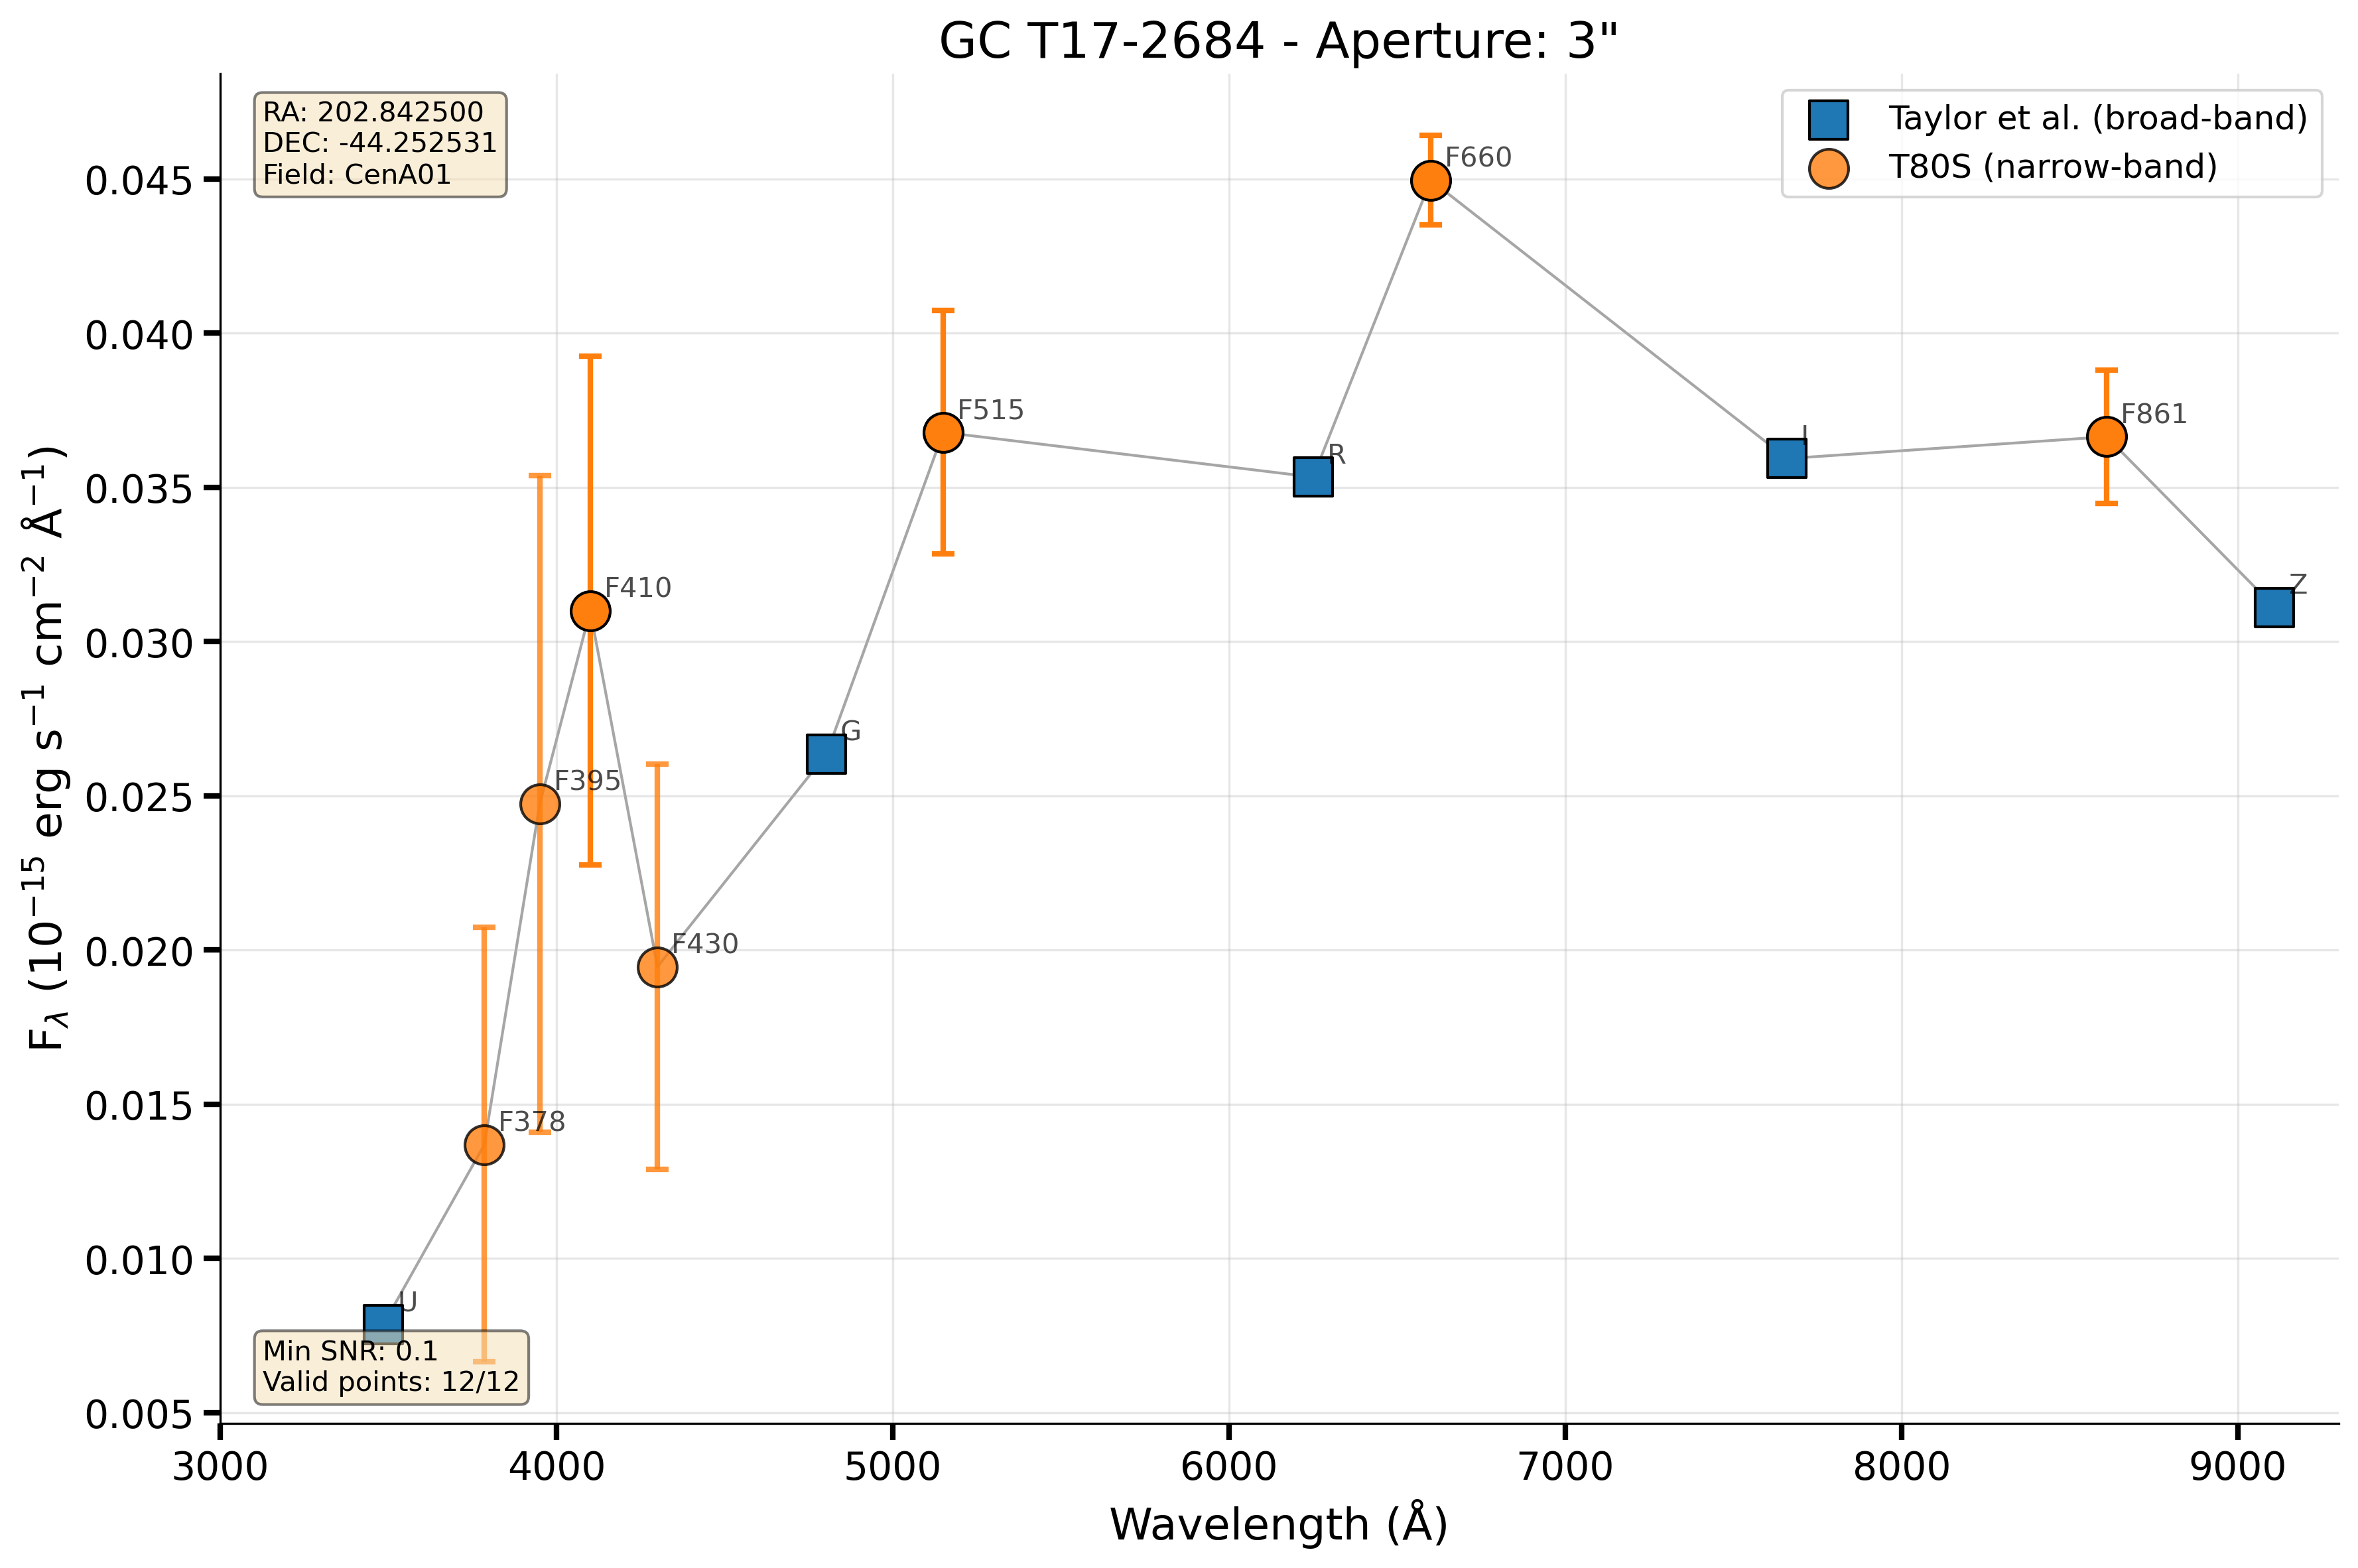 GC T17-2684 - Aperture: 3"
RA: 202.842500
DEC: -44.252531
Field: CenA01
Taylor et al. (broad-band)
T80S (narrow-band)
F660
F515
R
I
F861
Z
F410
G
F395
F430
F378
U
Min SNR: 0.1
Valid points: 12/12
0.045
0.040
0.035
0.030
0.025
0.020
0.015
0.010
0.005
F_λ (10⁻¹⁵ erg s⁻¹ cm⁻² Å⁻¹)
3000 4000 5000 6000 7000 8000 9000
Wavelength (Å)